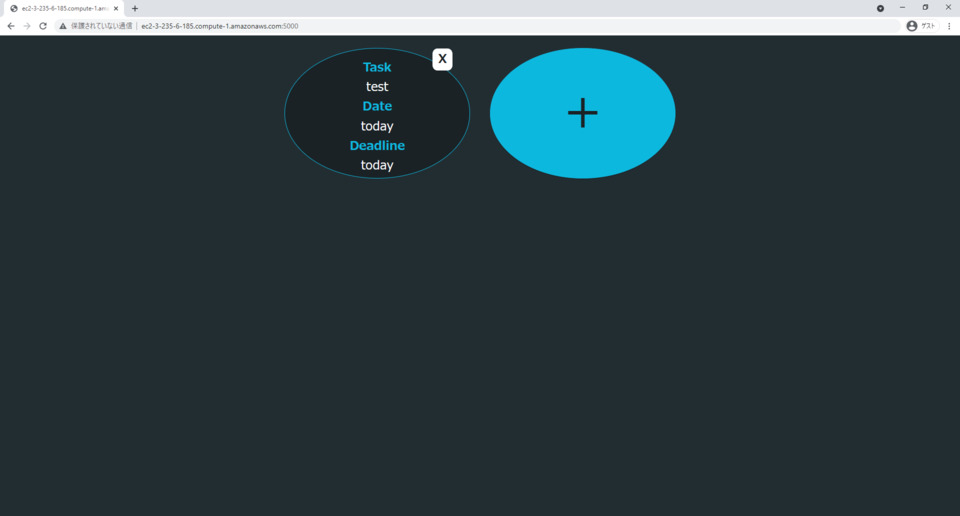 ec2-3-235-6-185.compute-1.ama
保護されていない通信 | ec2-3-235-6-185.compute-1.amazonaws.com:5000
ゲスト
X
Task
test
Date
today
Deadline
today